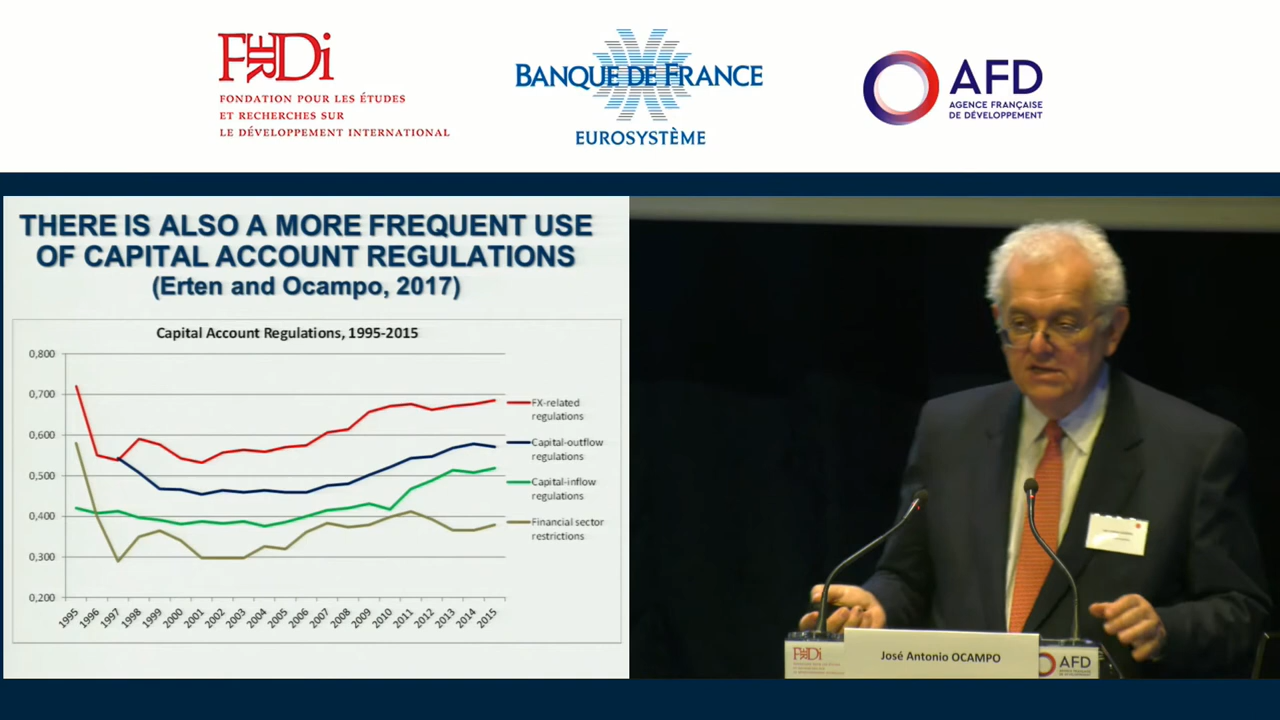 FERDi
FONDATION POUR LES ÉTUDES
ET RECHERCHES SUR
LE DÉVELOPPEMENT INTERNATIONAL
BANQUE DE FRANCE
EUROSYSTÈME
AFD
AGENCE FRANÇAISE
DE DÉVELOPPEMENT
THERE IS ALSO A MORE FREQUENT USE
OF CAPITAL ACCOUNT REGULATIONS
(Erten and Ocampo, 2017)
Capital Account Regulations, 1995-2015
0,800
0,700
0,600
0,500
0,400
0,300
0,200
1995
1996
1997
1998
1999
2000
2001
2002
2003
2004
2005
2006
2007
2008
2009
2010
2011
2012
2013
2014
2015
FX-related
regulations
Capital-outflow
regulations
Capital-inflow
regulations
Financial sector
restrictions
FERDi
José Antonio OCAMPO
AFD